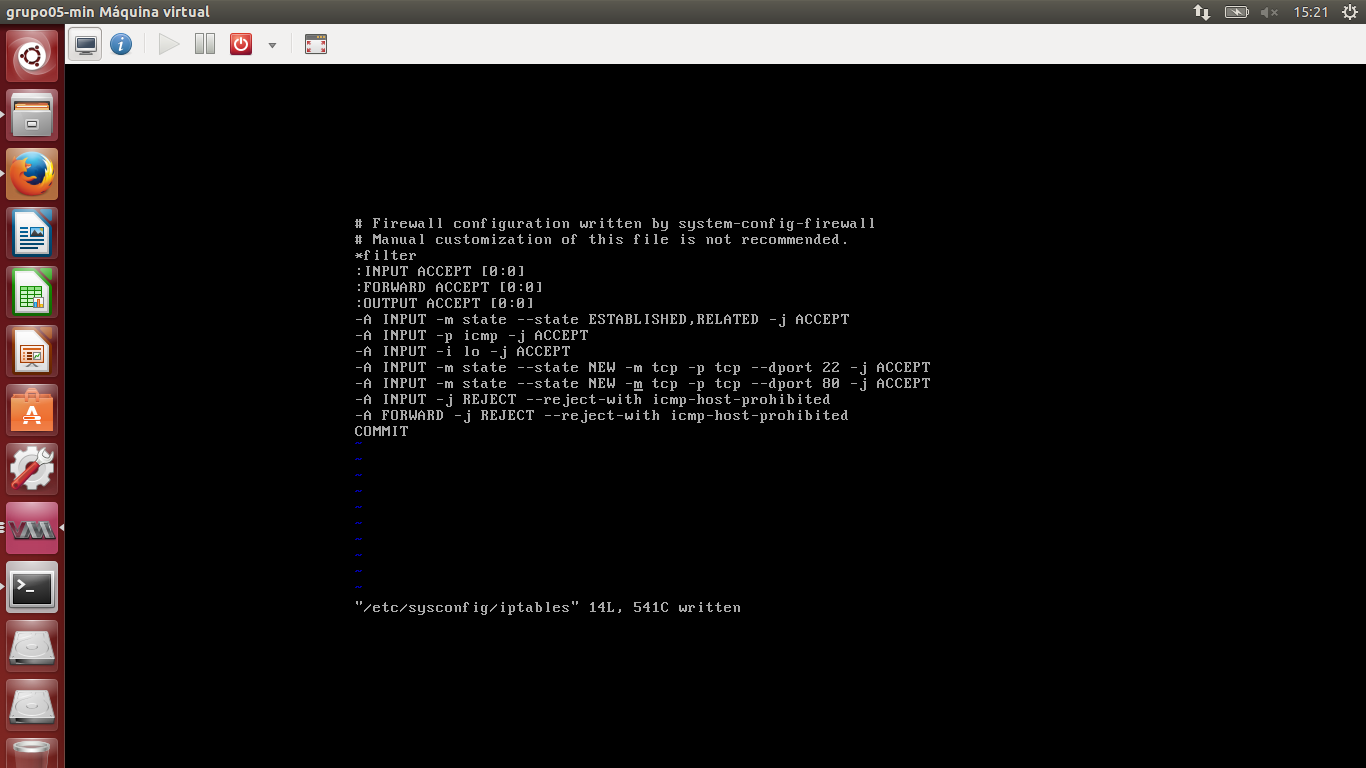 grupo05-min Máquina virtual
15:21
# Firewall configuration written by system-config-firewall
# Manual customization of this file is not recommended.
*filter
:INPUT ACCEPT [0:0]
:FORWARD ACCEPT [0:0]
:OUTPUT ACCEPT [0:0]
-A INPUT -m state --state ESTABLISHED,RELATED -j ACCEPT
-A INPUT -p icmp -j ACCEPT
-A INPUT -i lo -j ACCEPT
-A INPUT -m state --state NEW -m tcp -p tcp --dport 22 -j ACCEPT
-A INPUT -m state --state NEW -m tcp -p tcp --dport 80 -j ACCEPT
-A INPUT -j REJECT --reject-with icmp-host-prohibited
-A FORWARD -j REJECT --reject-with icmp-host-prohibited
COMMIT
~
~
~
~
~
~
~
~
~
~
"/etc/sysconfig/iptables" 14L, 541C written